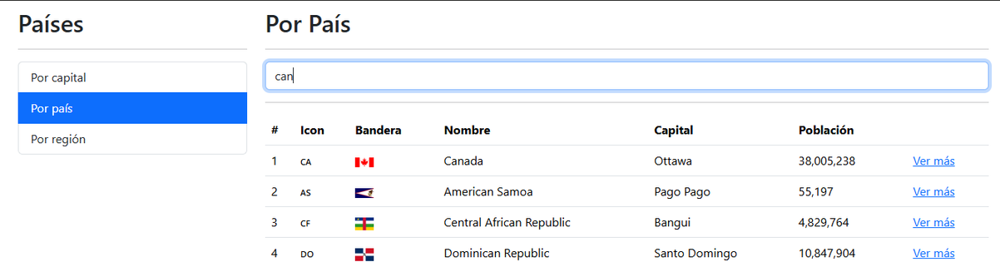 Países
Por capital
Por país
Por región
Por País
can
# Icon Bandera Nombre Capital Población
1 CA Canada Ottawa 38,005,238 Ver más
2 AS American Samoa Pago Pago 55,197 Ver más
3 CF Central African Republic Bangui 4,829,764 Ver más
4 DO Dominican Republic Santo Domingo 10,847,904 Ver más